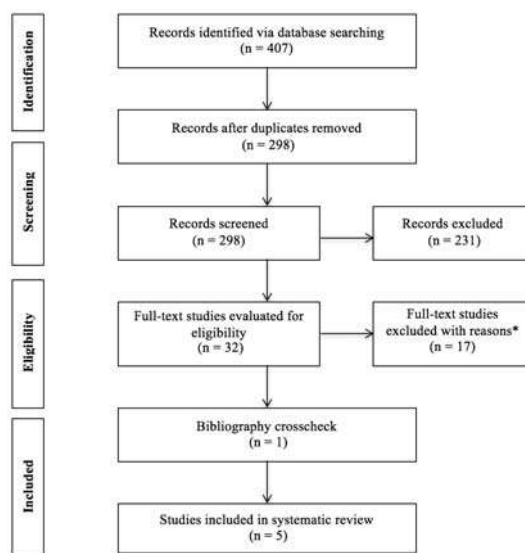 Identification
Records identified via database searching
(n = 407)
Records after duplicates removed
(n = 298)
Screening
Records screened
(n = 298)
Records excluded
(n = 231)
Eligibility
Full-text studies evaluated for
eligibility
(n = 32)
Full-text studies
excluded with reasons*
(n = 17)
Included
Bibliography crosscheck
(n = 1)
Studies included in systematic review
(n = 5)